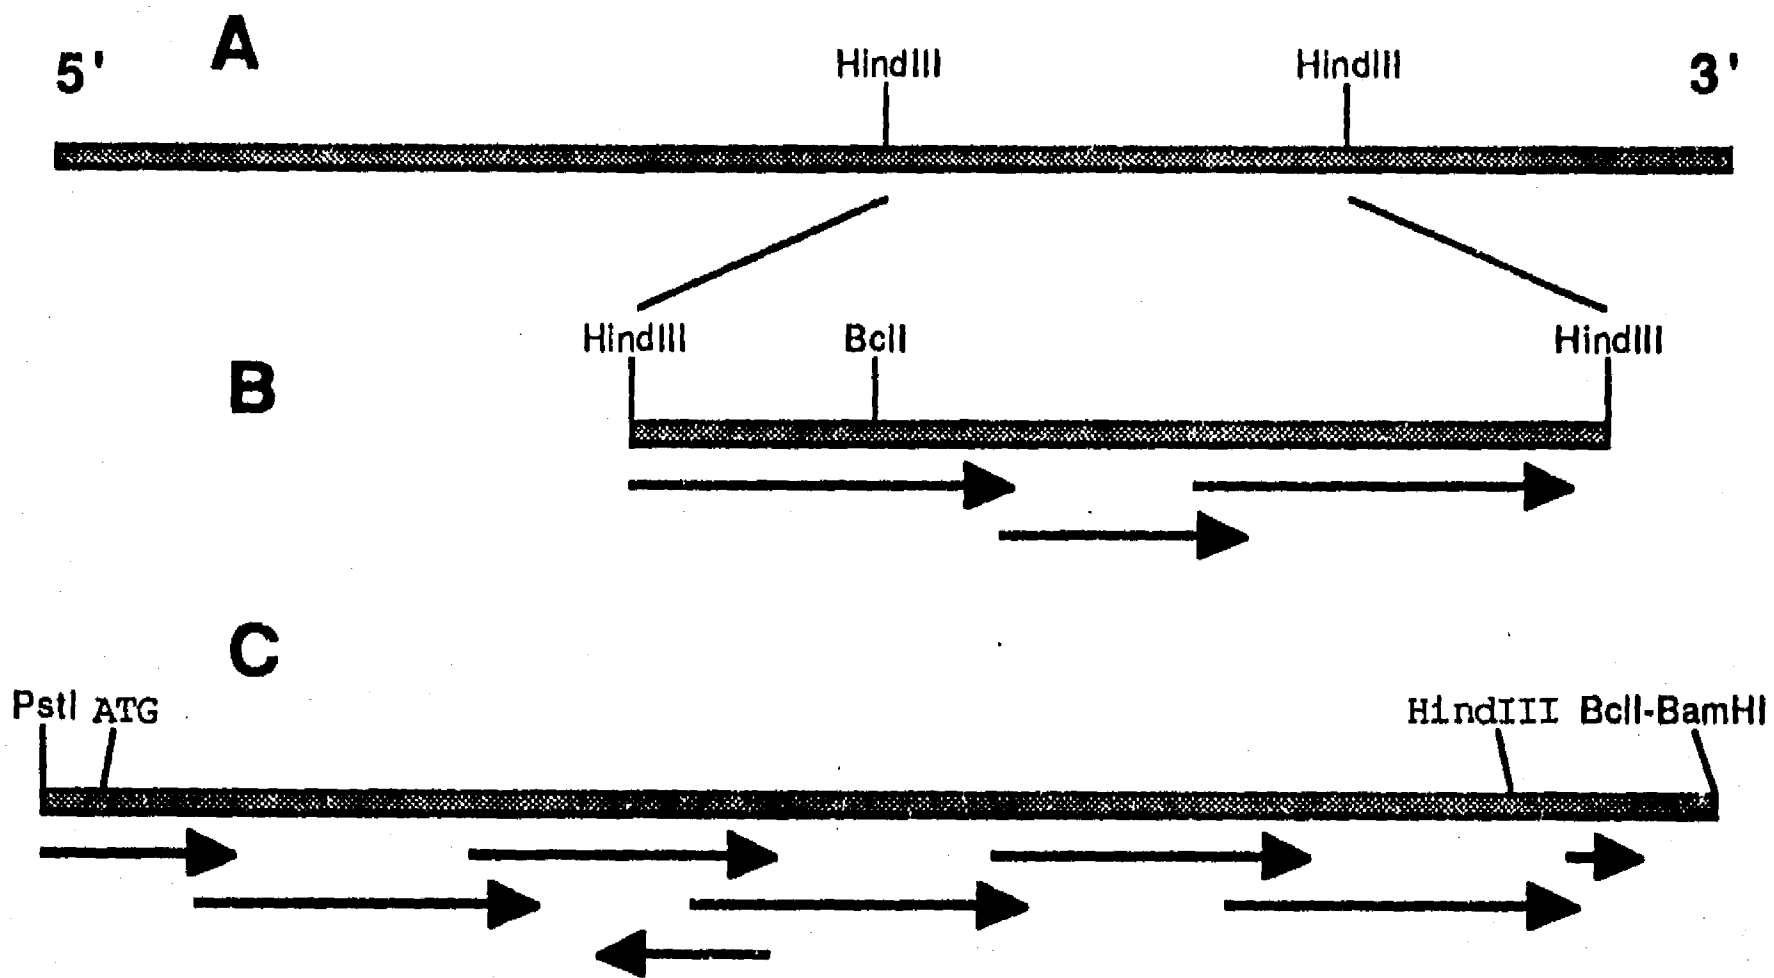 A
5' HindIII HindIII 3'
HindIII BclI HindIII
B
C
PstI ATG HindIII BclI-BamHI